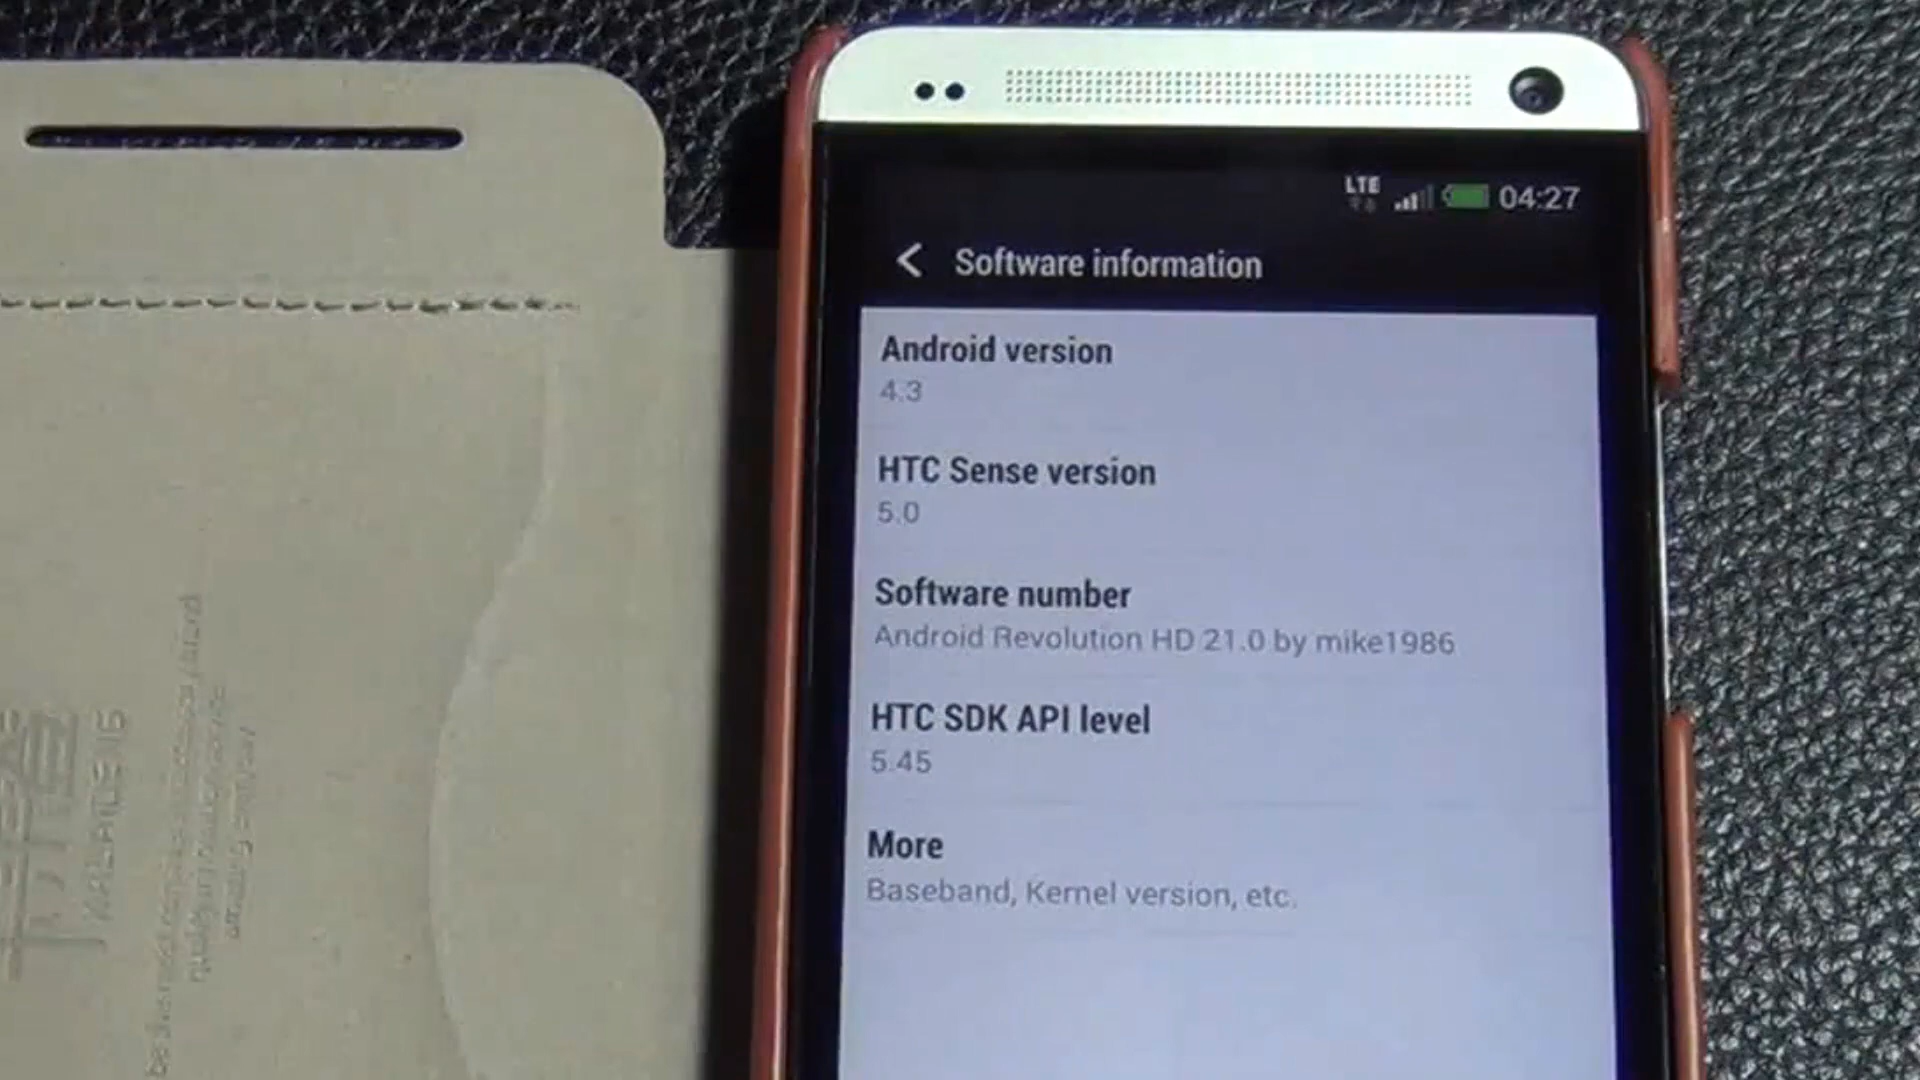 LTE 04:27
Software information
Android version
4.3
HTC Sense version
5.0
Software number
Android Revolution HD 21.0 by mike1986
HTC SDK API level
5.45
More
Baseband, Kernel version, etc.